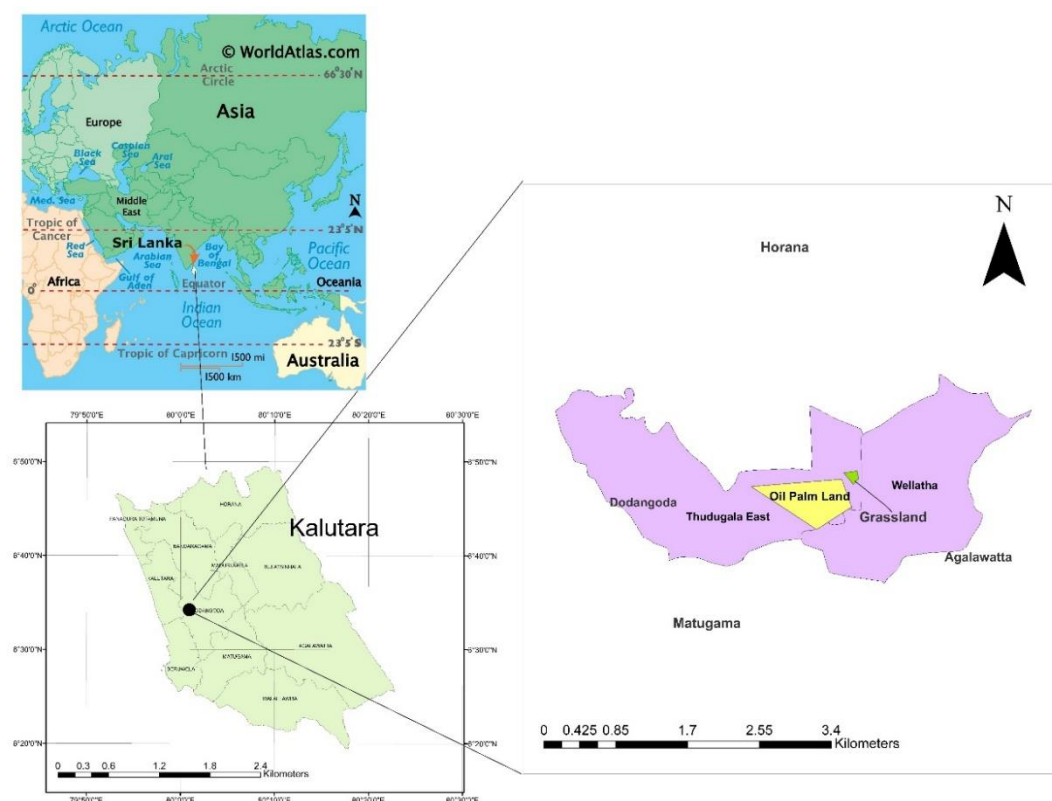 Arctic Ocean
© WorldAtlas.com
Arctic
Circle
66°30'N
Asia
Europe
Black
Sea
Caspian
Sea
Aral
Sea
Med. Sea
Middle
East
N
Tropic of
Cancer
23°5'N
Red
Sea
Sri Lanka
Arabian
Sea
Bay
of
Bengal
Pacific
Ocean
Gulf of
Aden
Africa
Oceania
0°
Equator
Indian
Ocean
23°5'S
Tropic of Capricorn
Australia
1500 mi
1500 km
79°50'0"E
80°0'0"E
80°10'0"E
80°20'0"E
80°30'0"E
6°50'0"N
6°50'0"N
HORANA
Kalutara
6°40'0"N
6°40'0"N
KALUTARA
6°30'0"N
6°30'0"N
MATUGAMA
6°20'0"N
6°20'0"N
0 0.3 0.6 1.2 1.8 2.4
Kilometers
79°50'0"E
80°0'0"E
80°10'0"E
80°20'0"E
80°30'0"E
N
Horana
Wellatha
Oil Palm Land
Dodangoda
Thudugala East
Grassland
Agalawatta
Matugama
0 0.425 0.85 1.7 2.55 3.4
Kilometers